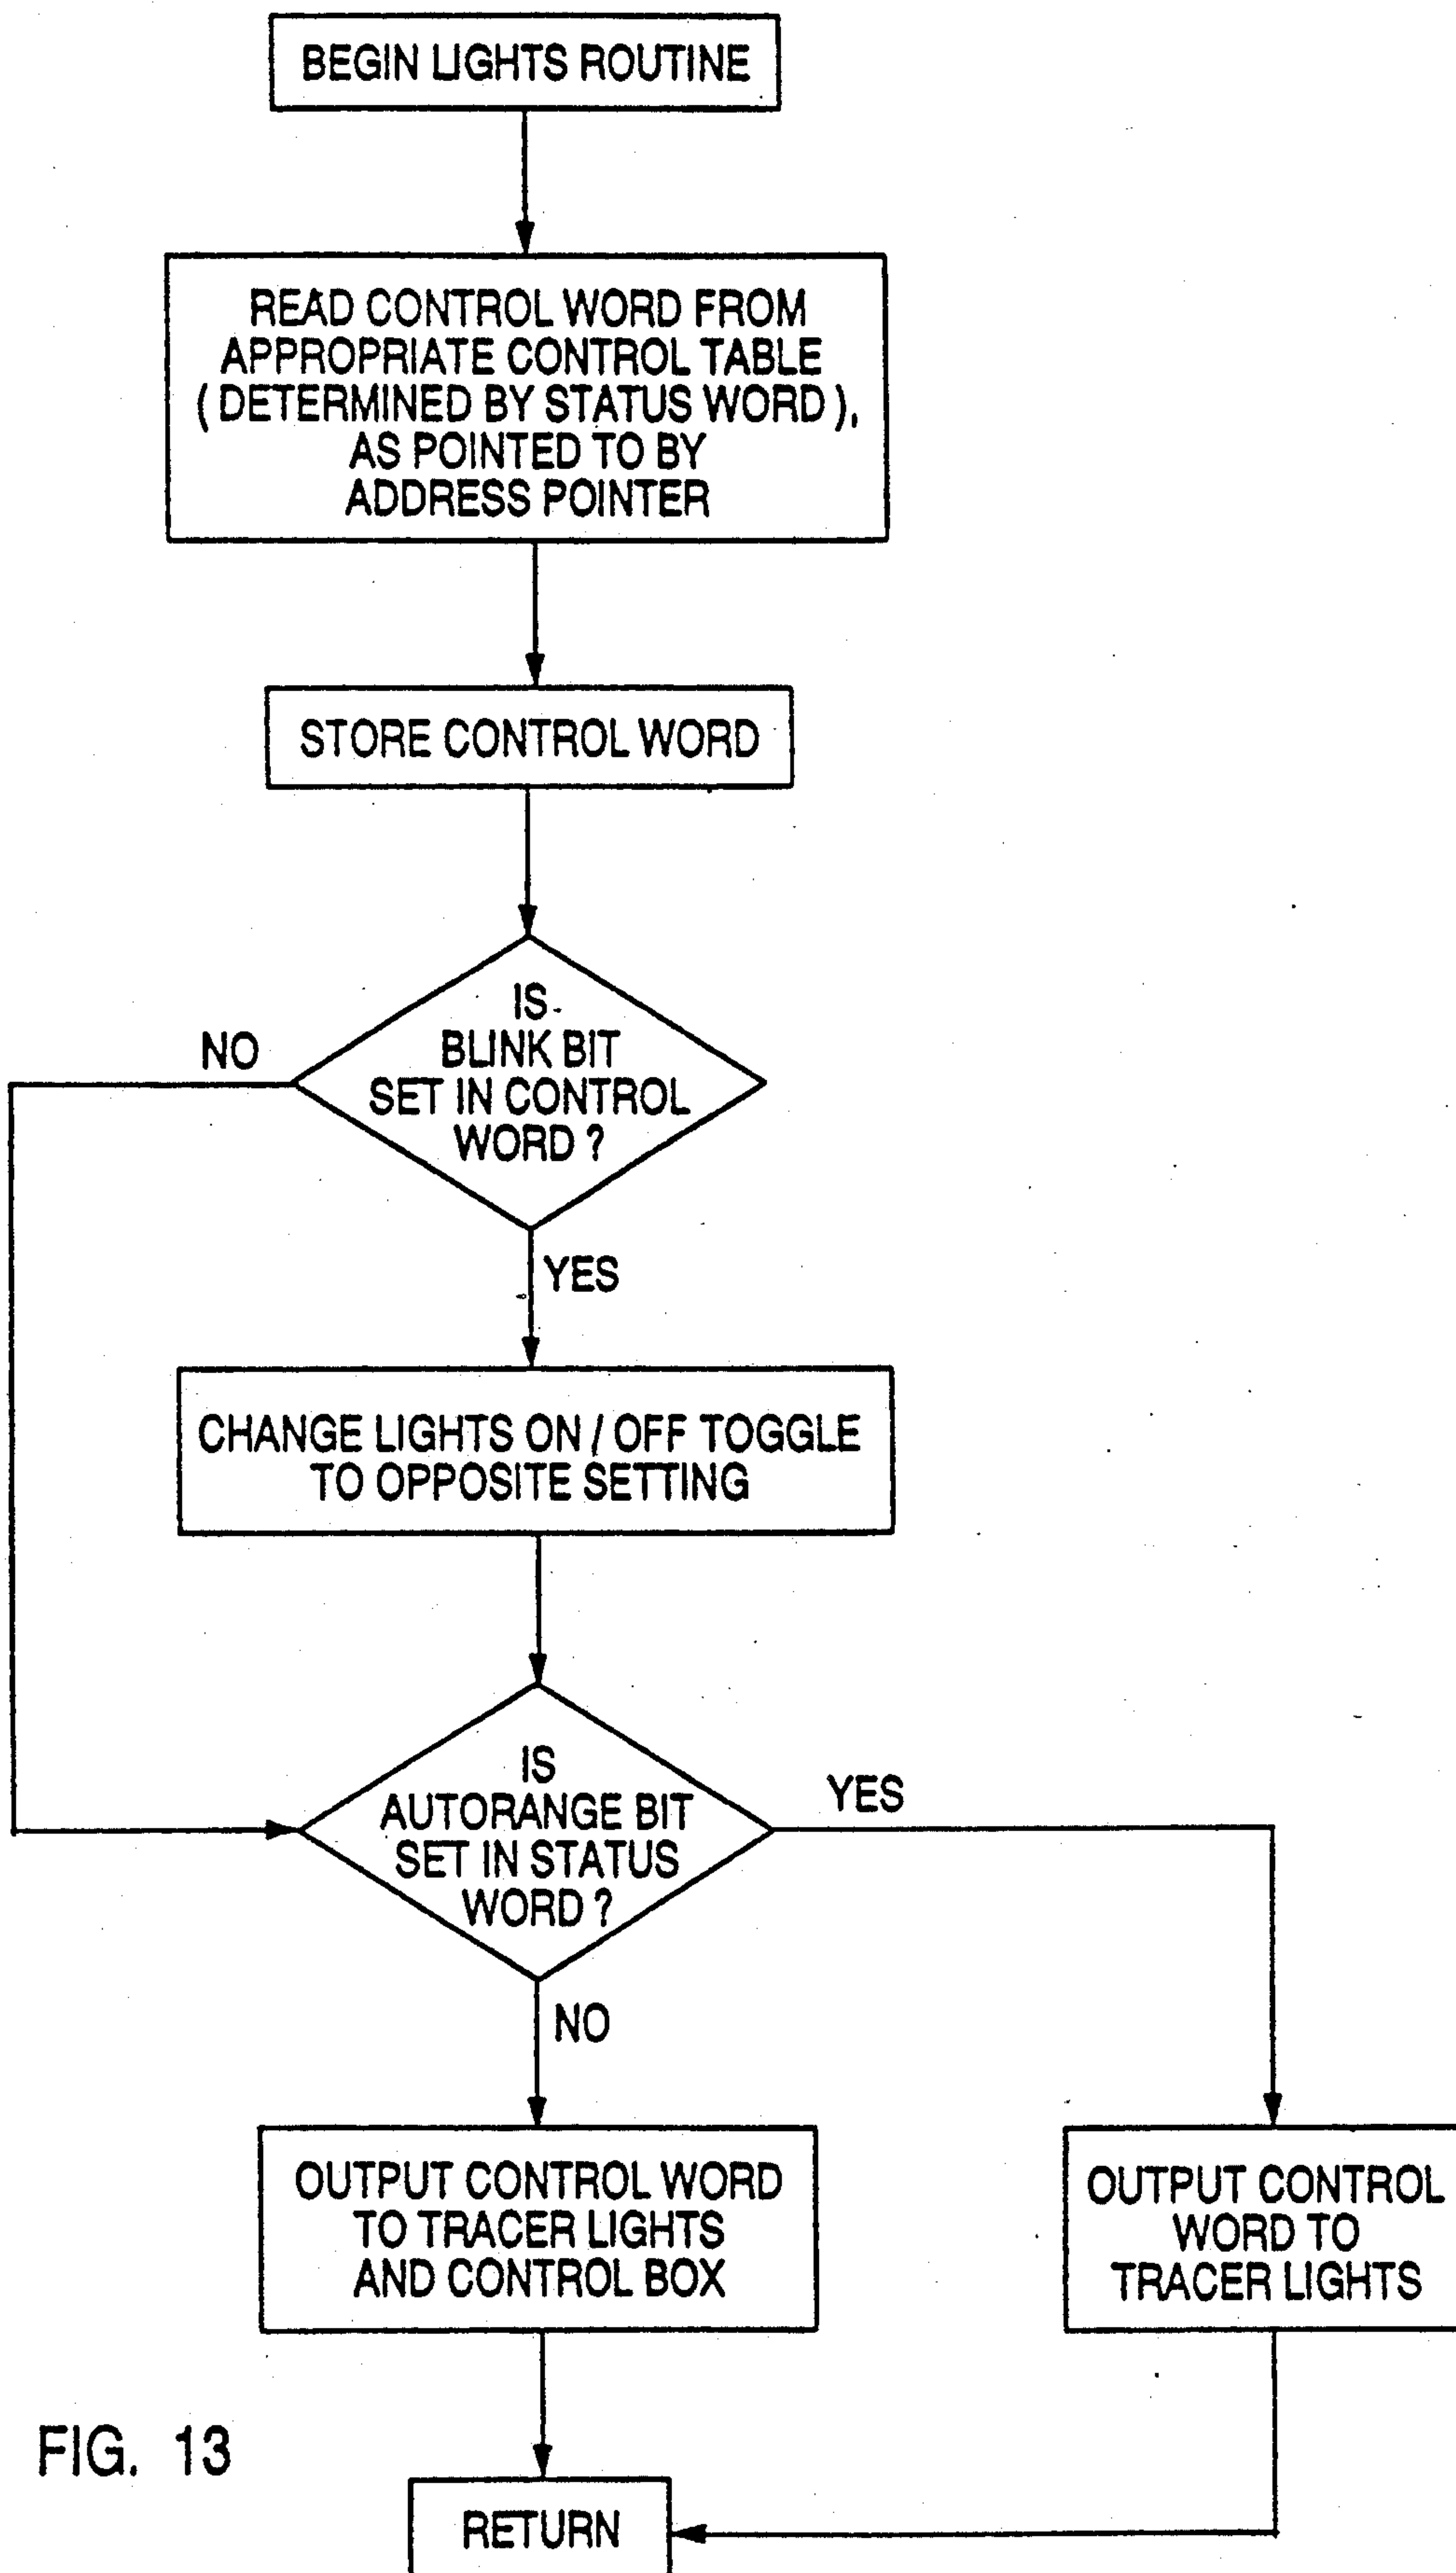 BEGIN LIGHTS ROUTINE
READ CONTROL WORD FROM
APPROPRIATE CONTROL TABLE
( DETERMINED BY STATUS WORD ),
AS POINTED TO BY
ADDRESS POINTER
STORE CONTROL WORD
IS
BLINK BIT
SET IN CONTROL
WORD ?
NO
YES
CHANGE LIGHTS ON / OFF TOGGLE
TO OPPOSITE SETTING
IS
AUTORANGE BIT
SET IN STATUS
WORD ?
YES
NO
OUTPUT CONTROL WORD
TO TRACER LIGHTS
AND CONTROL BOX
OUTPUT CONTROL
WORD TO
TRACER LIGHTS
FIG. 13
RETURN